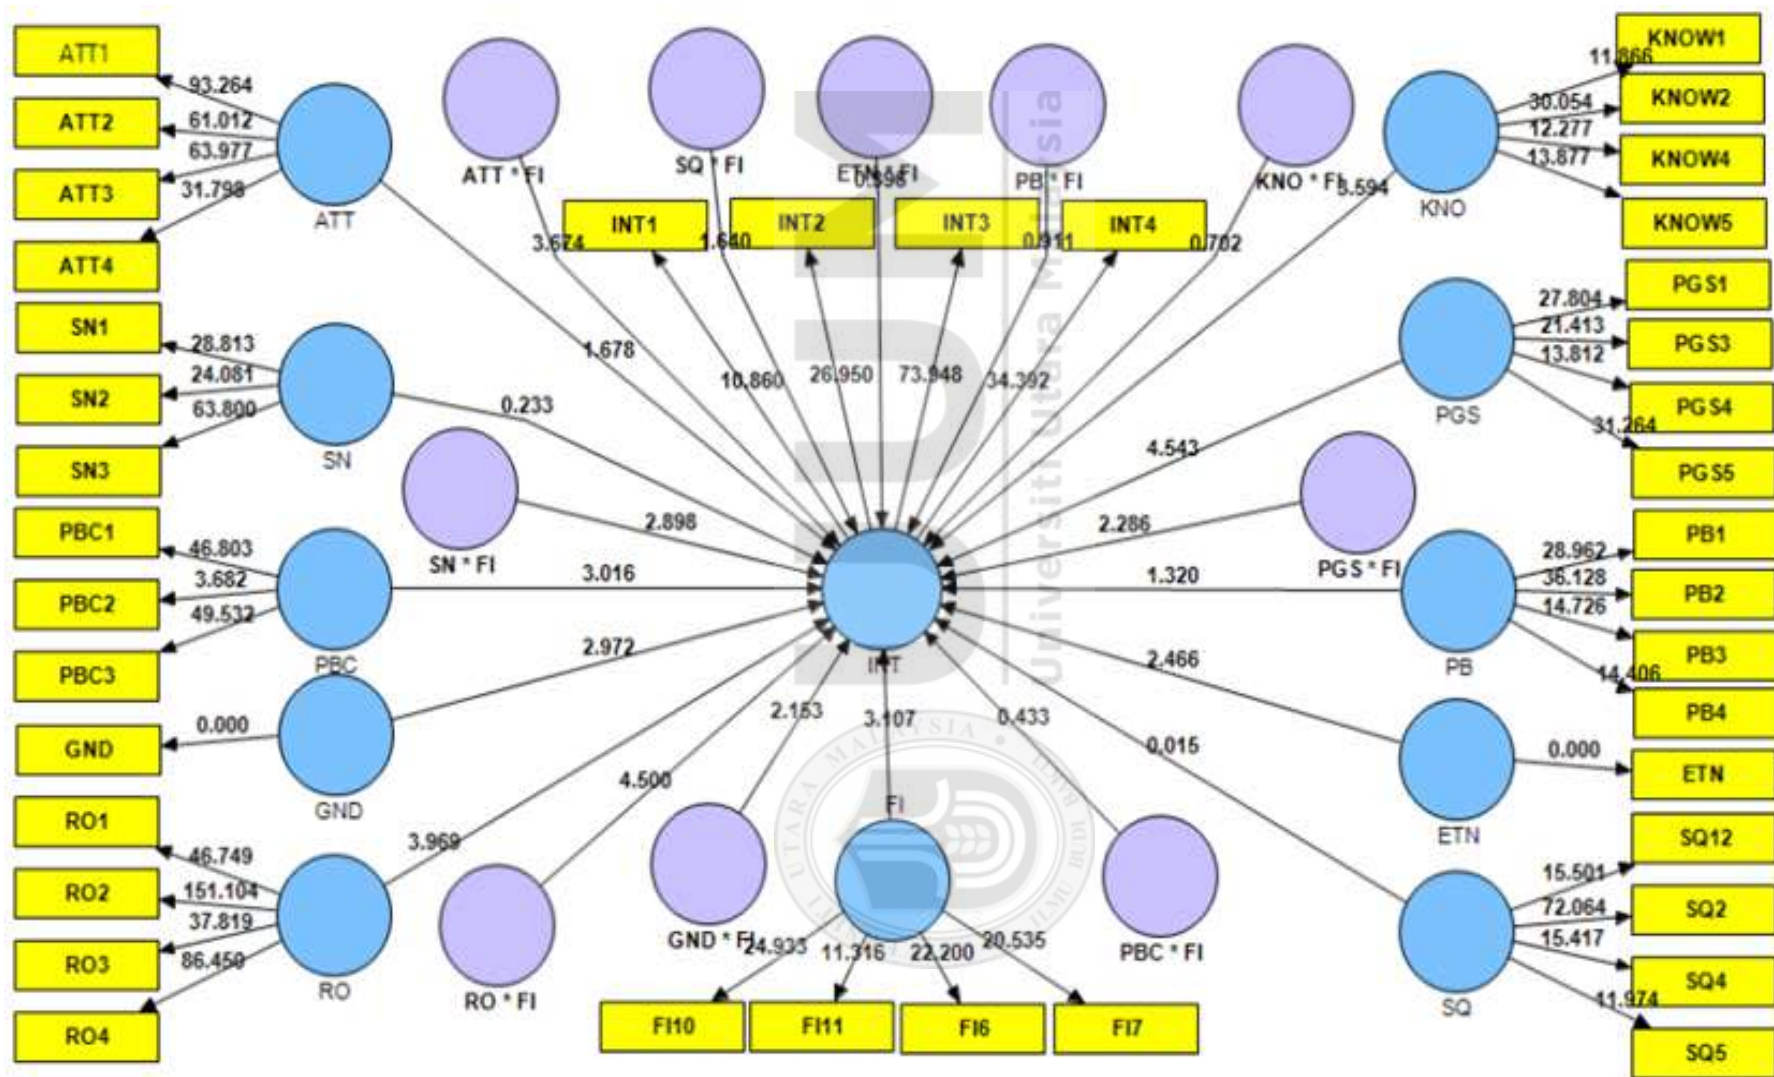 ATT1
93.264
ATT2
61.012
63.977
ATT3
31.798
ATT4
ATT
SN1
28.813
SN2
24.081
63.800
SN3
SN
PBC1
46.803
PBC2
3.682
49.532
PBC3
PBC
GND
0.000
GND
RO1
46.749
RO2
151.104
37.819
RO3
86.450
RO4
RO
ATT * FI
SQ * FI
ETN * FI
PB * FI
KNO * FI
INT1
INT2
INT3
INT4
3.674
1.640
0.598
0.911
0.702
1.678
10.860
26.950
73.948
34.392
0.233
4.543
SN * FI
2.898
2.286
PGS * FI
3.016
1.320
INT
2.972
2.466
2.153
3.107
0.433
0.015
4.500
3.969
FI
RO * FI
GND * FI
PBC * FI
24.933
11.316
22.200
20.535
FI10
FI11
FI6
FI7
KNOW1
11.866
KNOW2
30.054
12.277
KNOW4
13.877
KNOW5
KNO
PGS1
27.804
21.413
PGS3
13.812
PGS4
31.264
PGS5
PGS
PB1
28.962
36.128
PB2
14.726
PB3
14.406
PB4
PB
0.000
ETN
ETN
SQ12
15.501
72.064
SQ2
15.417
SQ4
11.974
SQ5
SQ
UUM